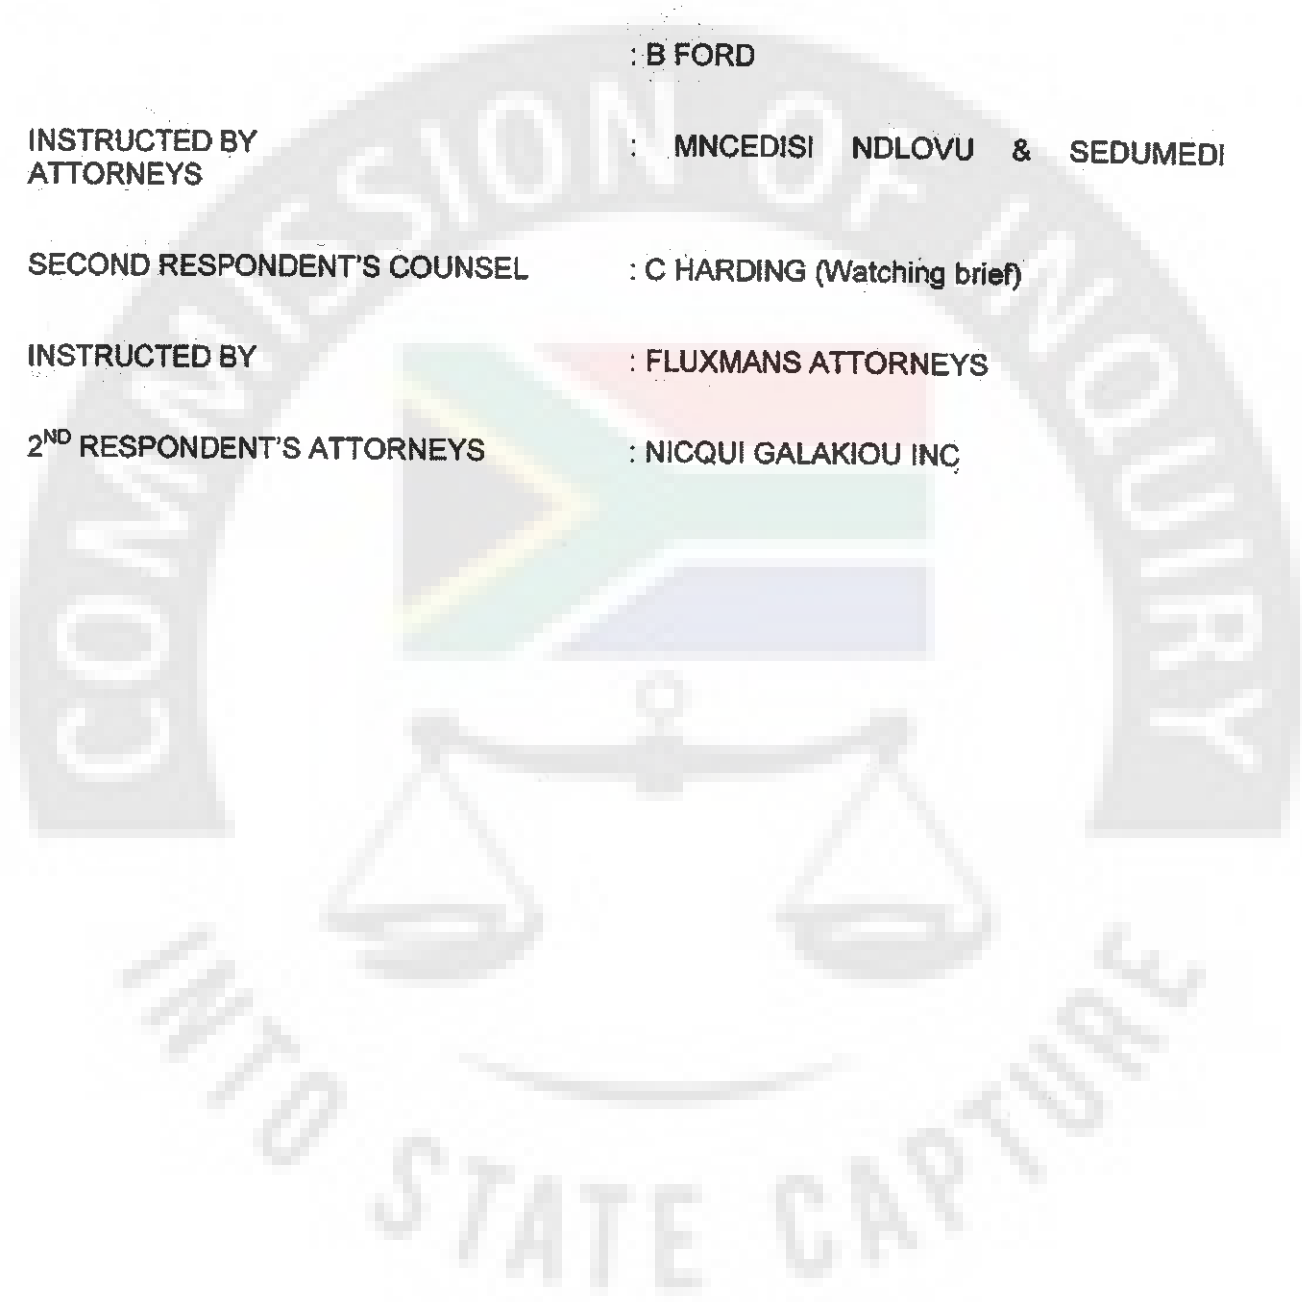 : B FORD
INSTRUCTED BY : MNCEDISI NDLOVU & SEDUMEDI
ATTORNEYS
SECOND RESPONDENT'S COUNSEL : C HARDING (Watching brief)
INSTRUCTED BY : FLUXMANS ATTORNEYS
2ND RESPONDENT'S ATTORNEYS : NICQUI GALAKIOU INC
COMMISSION OF INQUIRY
INTO STATE CAPTURE